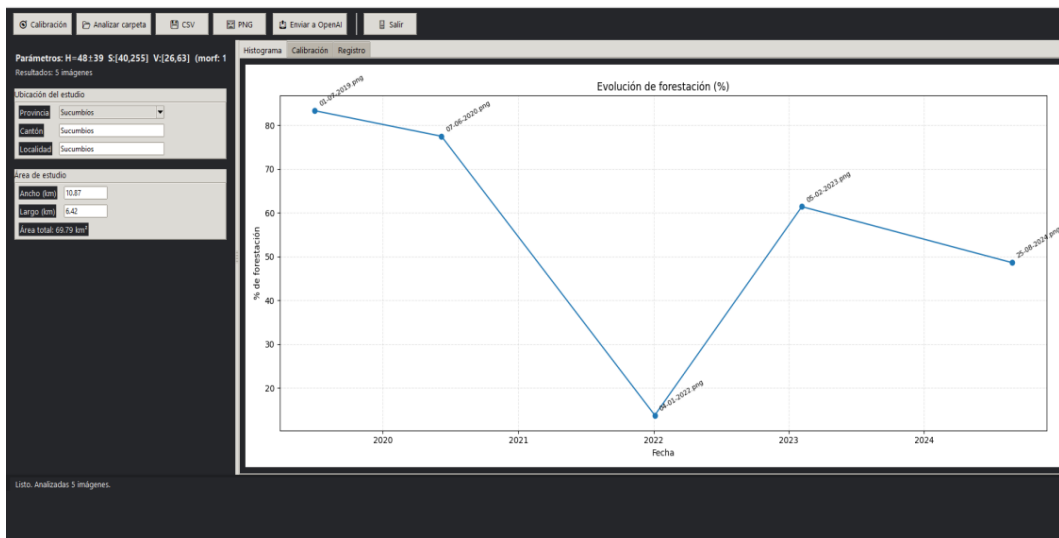 Calibración Analizar carpeta CSV PNG Enviar a OpenAI Salir
Parámetros: H=48±39 S:[40,255] V:[26,63] (morf: 1
Resultados: 5 imágenes
Ubicación del estudio
Provincia Sucumbíos
Cantón Sucumbíos
Localidad Sucumbíos
Área de estudio
Ancho (km) 10.87
Largo (km) 6.42
Área total: 69.79 km²
Histograma Calibración Registro
Evolución de forestación (%)
01-07-2019.png
07-06-2020.png
04-01-2022.png
05-02-2023.png
25-08-2024.png
% de forestación
80
70
60
50
40
30
20
2020 2021 2022 2023 2024
Fecha
Listo. Analizadas 5 imágenes.